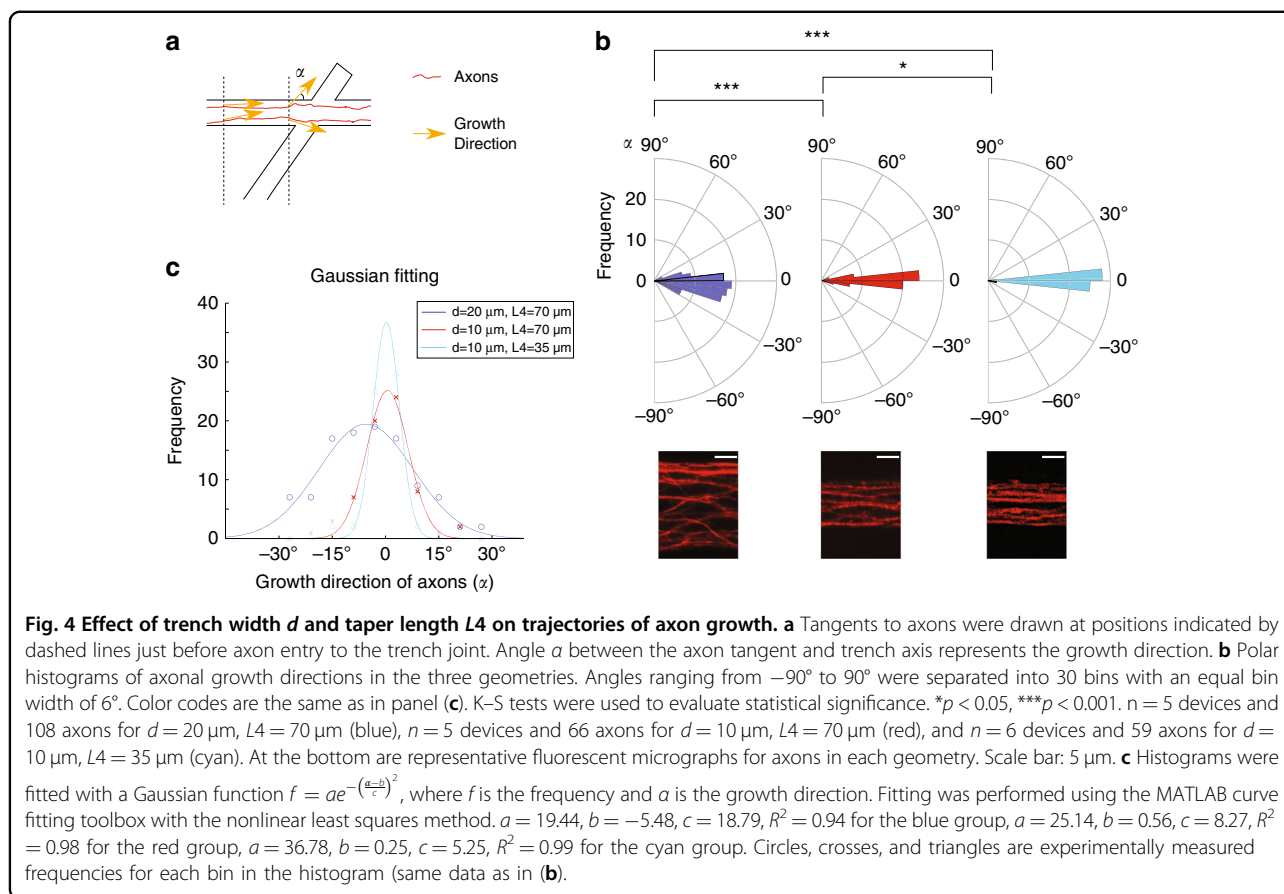 a
α
Axons
Growth
Direction
b
***
*
***
α
90°
60°
30°
0
−30°
−60°
−90°
Frequency
20
10
0
90°
60°
30°
0
−30°
−60°
−90°
90°
60°
30°
0
−30°
−60°
−90°
c
Gaussian fitting
d=20 μm, L4=70 μm
d=10 μm, L4=70 μm
d=10 μm, L4=35 μm
Frequency
40
30
20
10
0
−30°
−15°
0
15°
30°
Growth direction of axons (α)
Fig. 4 Effect of trench width d and taper length L4 on trajectories of axon growth. a Tangents to axons were drawn at positions indicated by
dashed lines just before axon entry to the trench joint. Angle α between the axon tangent and trench axis represents the growth direction. b Polar
histograms of axonal growth directions in the three geometries. Angles ranging from −90° to 90° were separated into 30 bins with an equal bin
width of 6°. Color codes are the same as in panel (c). K–S tests were used to evaluate statistical significance. *p < 0.05, ***p < 0.001. n = 5 devices and
108 axons for d = 20 μm, L4 = 70 μm (blue), n = 5 devices and 66 axons for d = 10 μm, L4 = 70 μm (red), and n = 6 devices and 59 axons for d =
10 μm, L4 = 35 μm (cyan). At the bottom are representative fluorescent micrographs for axons in each geometry. Scale bar: 5 μm. c Histograms were
fitted with a Gaussian function f = ae^{−((α−b)/c)^2}, where f is the frequency and α is the growth direction. Fitting was performed using the MATLAB curve
fitting toolbox with the nonlinear least squares method. a = 19.44, b = −5.48, c = 18.79, R² = 0.94 for the blue group, a = 25.14, b = 0.56, c = 8.27, R²
= 0.98 for the red group, a = 36.78, b = 0.25, c = 5.25, R² = 0.99 for the cyan group. Circles, crosses, and triangles are experimentally measured
frequencies for each bin in the histogram (same data as in (b).